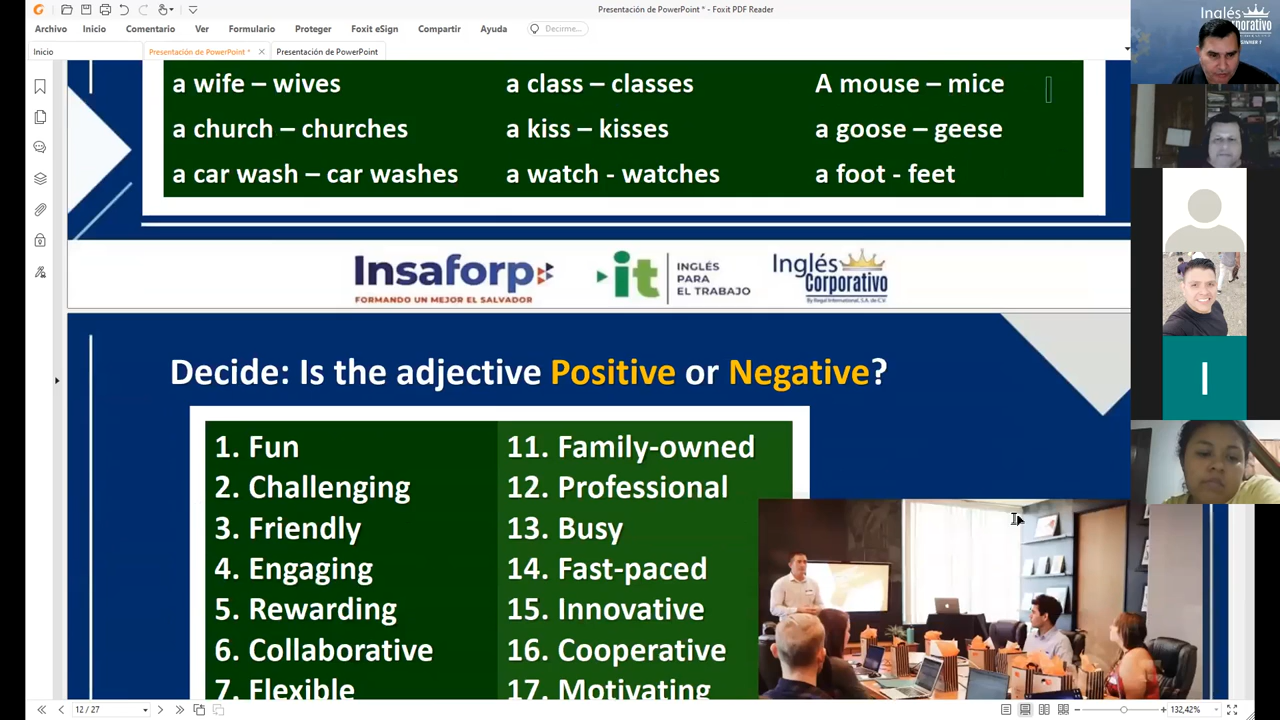 Presentación de PowerPoint * - Foxit PDF Reader
Archivo Inicio Comentario Ver Formulario Proteger Foxit eSign Compartir Ayuda Decirme...
Inicio Presentación de PowerPoint * Presentación de PowerPoint
a wife – wives a class – classes A mouse – mice
a church – churches a kiss – kisses a goose – geese
a car wash – car washes a watch - watches a foot - feet
Insaforp
FORMANDO UN MEJOR EL SALVADOR
it
INGLÉS
PARA
EL TRABAJO
Inglés
Corporativo
By Regal International, S.A. de C.V.
Decide: Is the adjective Positive or Negative?
1. Fun
2. Challenging
3. Friendly
4. Engaging
5. Rewarding
6. Collaborative
7. Flexible
11. Family-owned
12. Professional
13. Busy
14. Fast-paced
15. Innovative
16. Cooperative
17. Motivating
Inglés
Corporativo
I
12 / 27
132,42%